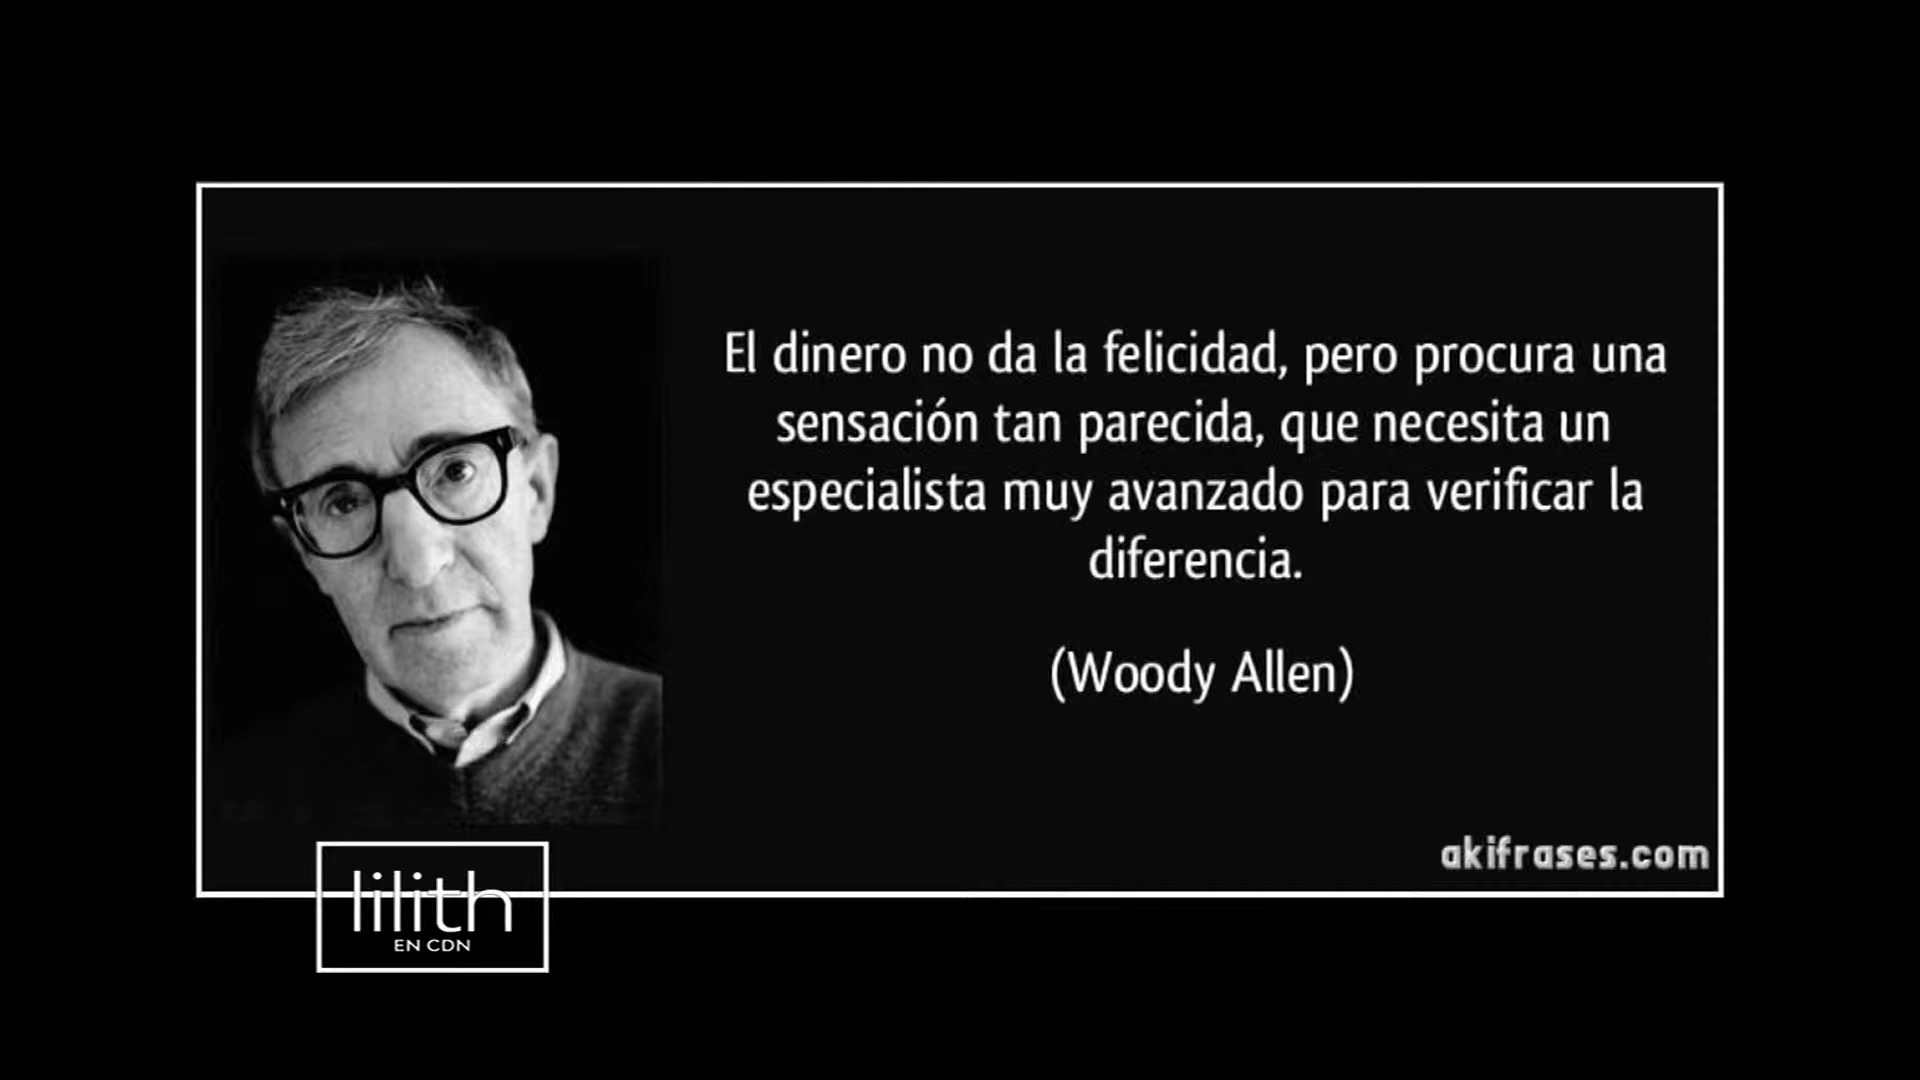 El dinero no da la felicidad, pero procura una
sensación tan parecida, que necesita un
especialista muy avanzado para verificar la
diferencia.
(Woody Allen)
akifrases.com
lilith
EN CDN